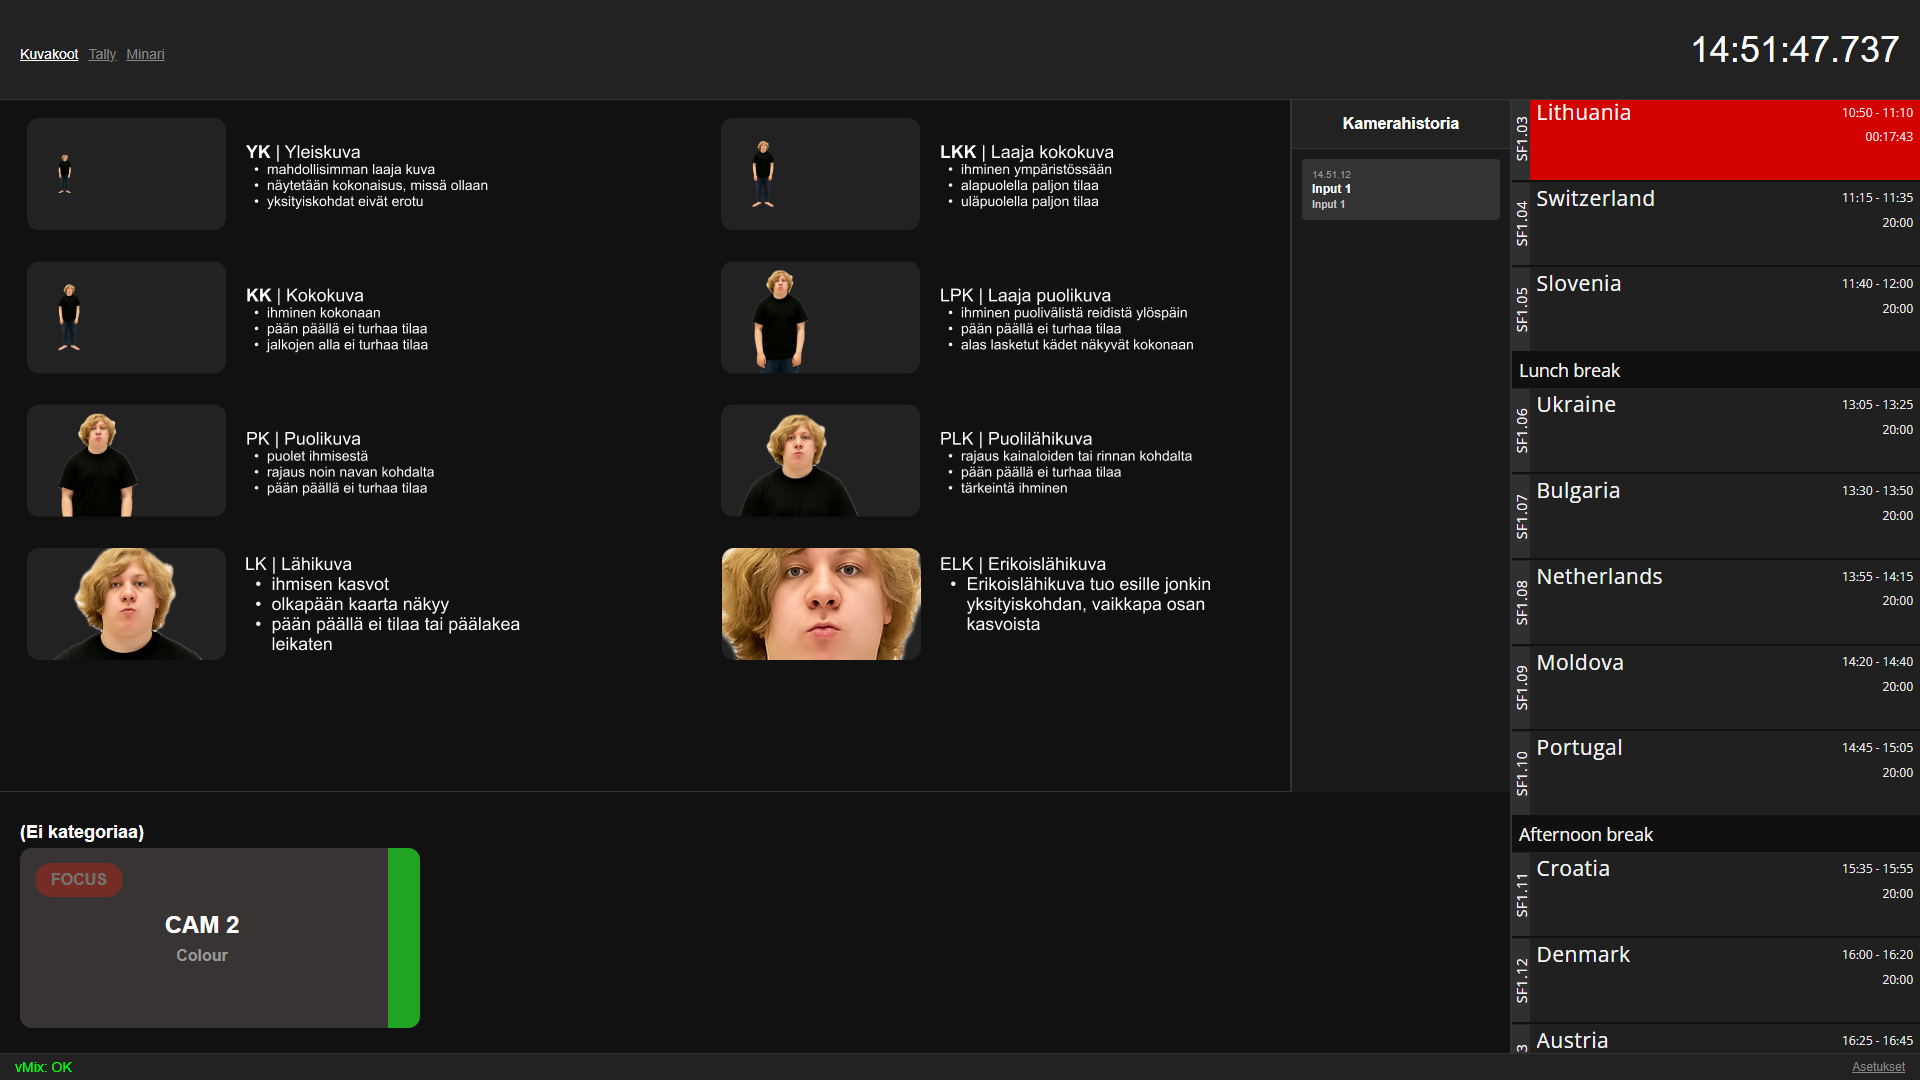 Kuvakoot Tally Minari
14:51:47.737
YK | Yleiskuva
• mahdollisimman laaja kuva
• näytetään kokonaisus, missä ollaan
• yksityiskohdat eivät erotu
LKK | Laaja kokokuva
• ihminen ympäristössään
• alapuolella paljon tilaa
• uläpuolella paljon tilaa
KK | Kokokuva
• ihminen kokonaan
• pään päällä ei turhaa tilaa
• jalkojen alla ei turhaa tilaa
LPK | Laaja puolikuva
• ihminen puolivälistä reidistä ylöspäin
• pään päällä ei turhaa tilaa
• alas lasketut kädet näkyvät kokonaan
PK | Puolikuva
• puolet ihmisestä
• rajaus noin navan kohdalta
• pään päällä ei turhaa tilaa
PLK | Puolilähikuva
• rajaus kainaloiden tai rinnan kohdalta
• pään päällä ei turhaa tilaa
• tärkeintä ihminen
LK | Lähikuva
• ihmisen kasvot
• olkapään kaarta näkyy
• pään päällä ei tilaa tai päälakea
leikaten
ELK | Erikoislähikuva
• Erikoislähikuva tuo esille jonkin
yksityiskohdan, vaikkapa osan
kasvoista
Kamerahistoria
14.51.12
Input 1
Input 1
SF1.03
Lithuania
10:50 - 11:10
00:17:43
SF1.04
Switzerland
11:15 - 11:35
20:00
SF1.05
Slovenia
11:40 - 12:00
20:00
Lunch break
SF1.06
Ukraine
13:05 - 13:25
20:00
SF1.07
Bulgaria
13:30 - 13:50
20:00
SF1.08
Netherlands
13:55 - 14:15
20:00
SF1.09
Moldova
14:20 - 14:40
20:00
SF1.10
Portugal
14:45 - 15:05
20:00
Afternoon break
SF1.11
Croatia
15:35 - 15:55
20:00
SF1.12
Denmark
16:00 - 16:20
20:00
3
Austria
16:25 - 16:45
(Ei kategoriaa)
FOCUS
CAM 2
Colour
vMix: OK
Asetukset